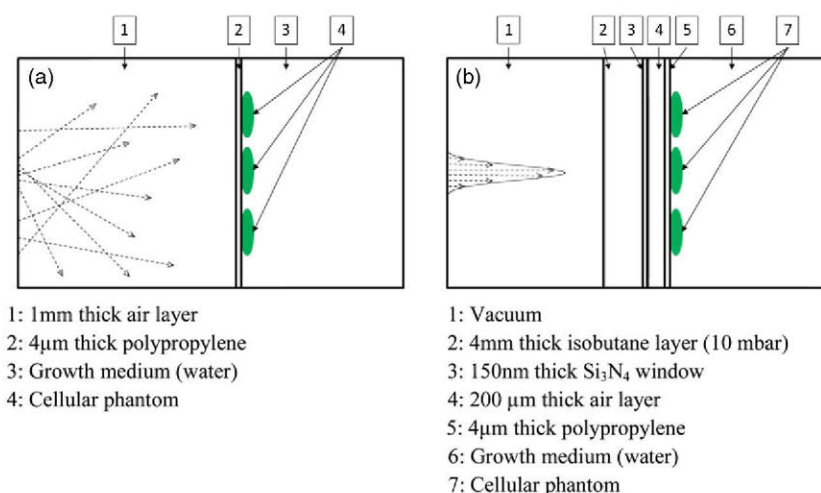 1 2 3 4
(a)
1: 1mm thick air layer
2: 4µm thick polypropylene
3: Growth medium (water)
4: Cellular phantom
1 2 3 4 5 6 7
(b)
1: Vacuum
2: 4mm thick isobutane layer (10 mbar)
3: 150nm thick Si₃N₄ window
4: 200 µm thick air layer
5: 4µm thick polypropylene
6: Growth medium (water)
7: Cellular phantom